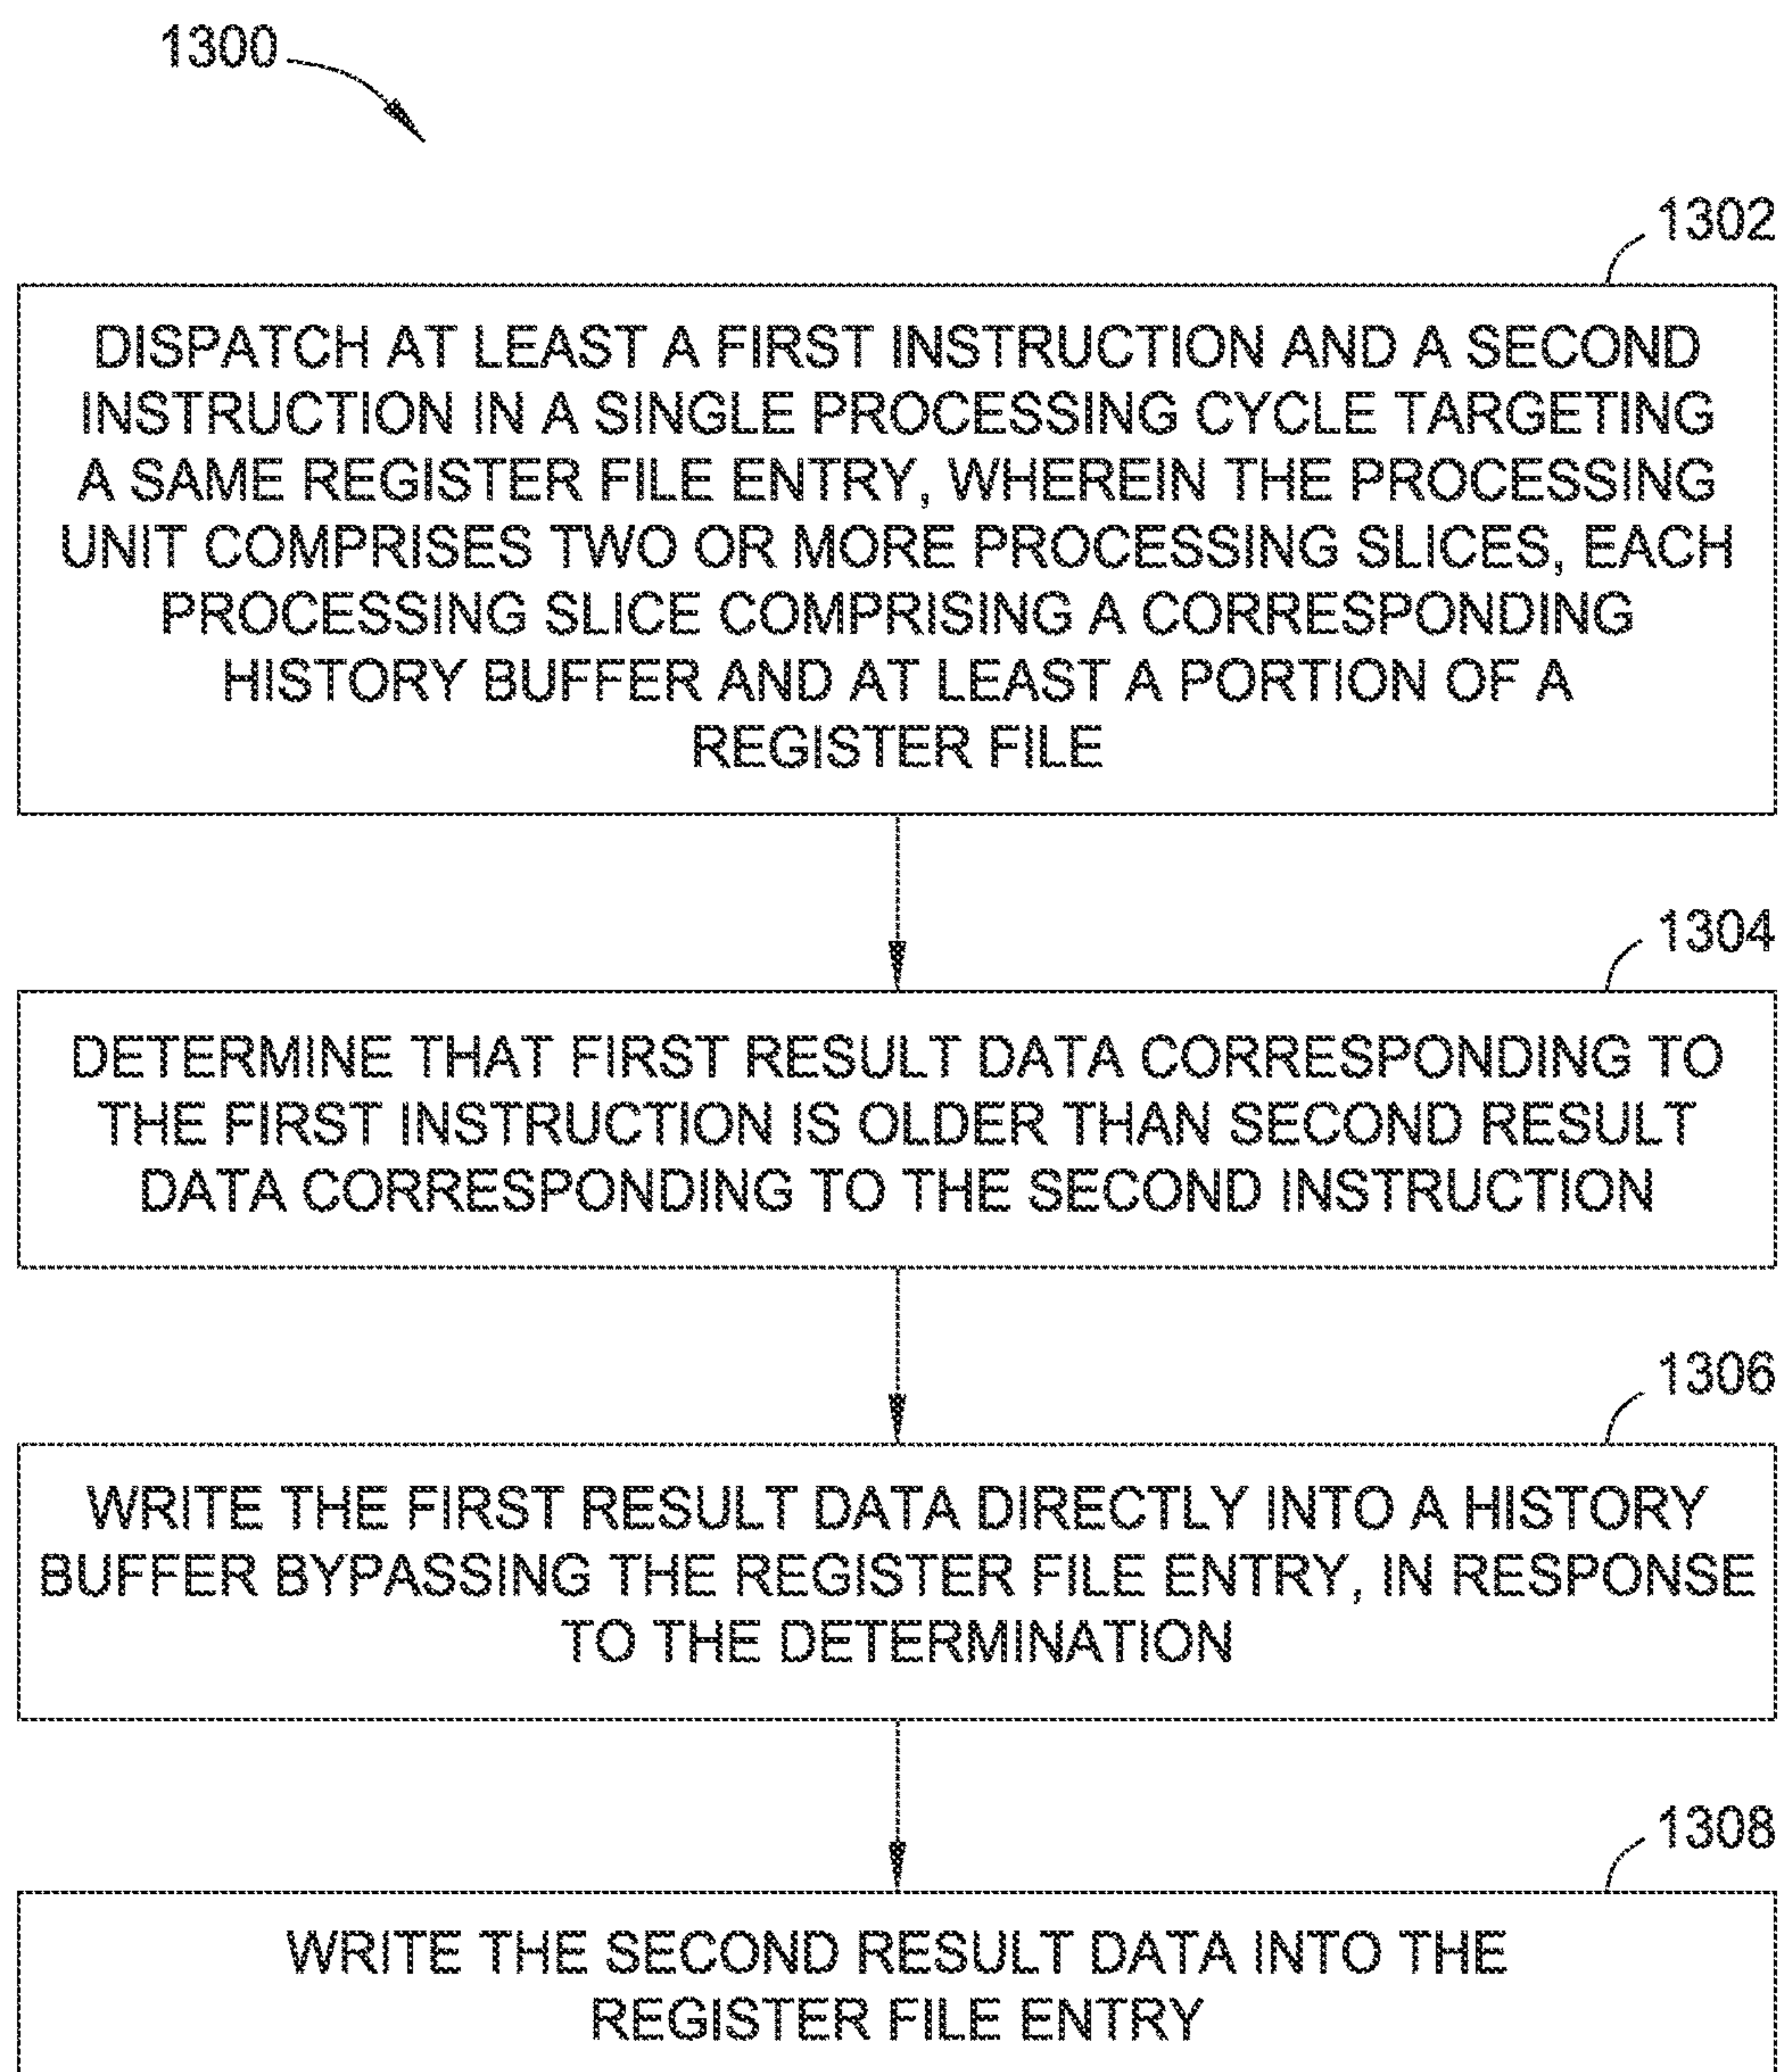 1300
1302
DISPATCH AT LEAST A FIRST INSTRUCTION AND A SECOND
INSTRUCTION IN A SINGLE PROCESSING CYCLE TARGETING
A SAME REGISTER FILE ENTRY, WHEREIN THE PROCESSING
UNIT COMPRISES TWO OR MORE PROCESSING SLICES, EACH
PROCESSING SLICE COMPRISING A CORRESPONDING
HISTORY BUFFER AND AT LEAST A PORTION OF A
REGISTER FILE
1304
DETERMINE THAT FIRST RESULT DATA CORRESPONDING TO
THE FIRST INSTRUCTION IS OLDER THAN SECOND RESULT
DATA CORRESPONDING TO THE SECOND INSTRUCTION
1306
WRITE THE FIRST RESULT DATA DIRECTLY INTO A HISTORY
BUFFER BYPASSING THE REGISTER FILE ENTRY, IN RESPONSE
TO THE DETERMINATION
1308
WRITE THE SECOND RESULT DATA INTO THE
REGISTER FILE ENTRY